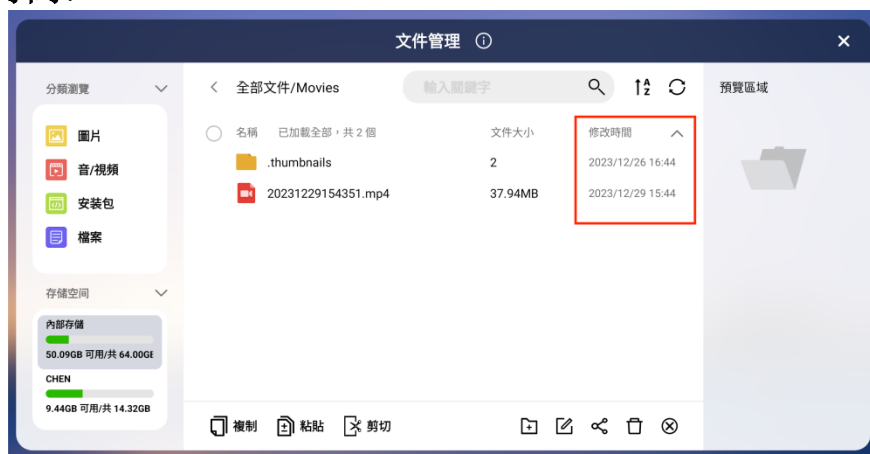 文件管理
分類瀏覽
圖片
音/視頻
安裝包
檔案
存儲空间
內部存儲
50.09GB 可用/共 64.00GB
CHEN
9.44GB 可用/共 14.32GB
全部文件/Movies
輸入關鍵字
名稱 已加載全部，共 2 個 文件大小 修改時間
.thumbnails 2 2023/12/26 16:44
20231229154351.mp4 37.94MB 2023/12/29 15:44
複制 粘貼 剪切
預覽區域